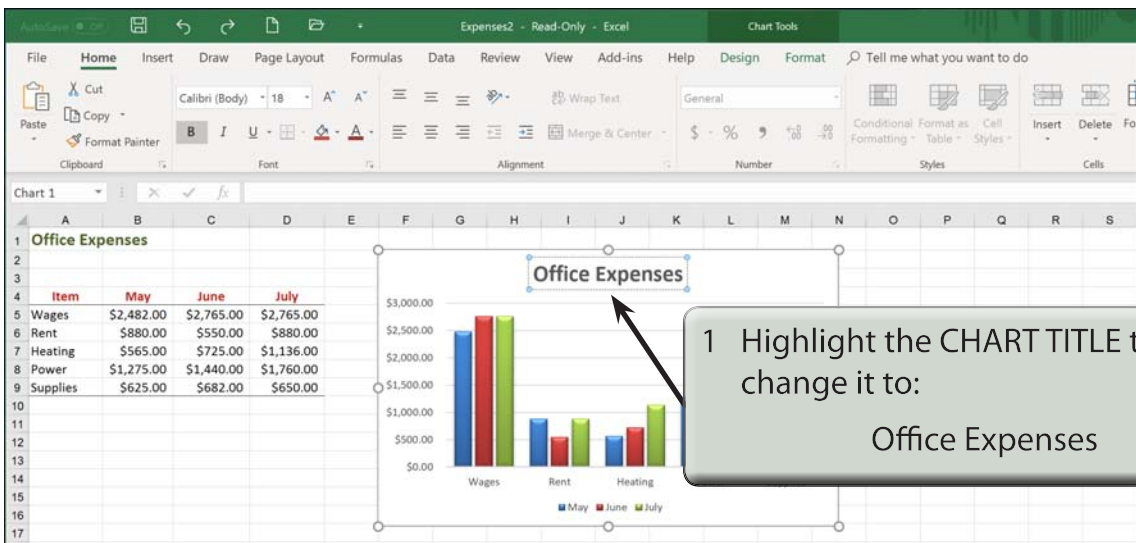 AutoSave Off Expenses2 - Read-Only - Excel Chart Tools
File Home Insert Draw Page Layout Formulas Data Review View Add-ins Help Design Format Tell me what you want to do
Cut
Copy
Format Painter
Paste
Calibri (Body) 18 A A
B I U A
Wrap Text
Merge & Center
General
$ % 9
Conditional Formatting Format as Table Cell Styles
Insert Delete Fo
Clipboard Font Alignment Number Styles Cells
Chart 1 fx
A B C D E F G H I J K L M N O P Q R S
1 Office Expenses
2
3
4 Item May June July
5 Wages $2,482.00 $2,765.00 $2,765.00
6 Rent $880.00 $550.00 $880.00
7 Heating $565.00 $725.00 $1,136.00
8 Power $1,275.00 $1,440.00 $1,760.00
9 Supplies $625.00 $682.00 $650.00
10
11
12
13
14
15
16
17
Office Expenses
$3,000.00
$2,500.00
$2,000.00
$1,500.00
$1,000.00
$500.00
$0.00
Wages Rent Heating
May June July
1 Highlight the CHART TITLE t
change it to:
Office Expenses